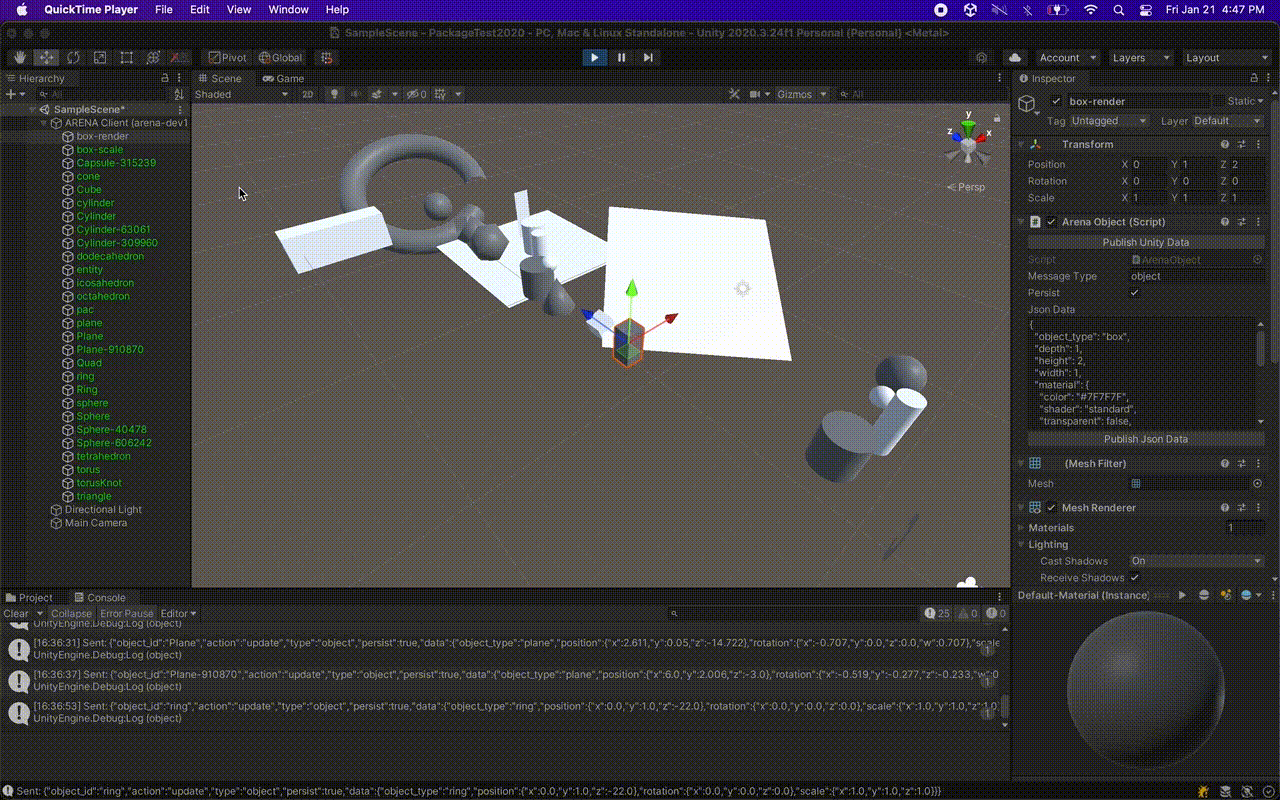 QuickTime Player File Edit View Window Help Fri Jan 21 4:47 PM
SampleScene - PackageTest2020 - PC, Mac & Linux Standalone - Unity 2020.3.24f1 Personal (Personal) <Metal>
Pivot Global Account Layers Layout
Hierarchy
All
SampleScene*
ARENA Client (arena-dev1
box-render
box-scale
Capsule-315239
cone
Cube
cylinder
Cylinder
Cylinder-63061
Cylinder-309960
dodecahedron
entity
icosahedron
octahedron
pac
plane
Plane
Plane-910870
Quad
ring
Ring
sphere
Sphere
Sphere-40478
Sphere-606242
tetrahedron
torus
torusKnot
triangle
Directional Light
Main Camera
Scene Game
Shaded 2D 0 Gizmos All
y
z x
Persp
Inspector
box-render Static
Tag Untagged Layer Default
Transform
Position X 0 Y 1 Z 2
Rotation X 0 Y 0 Z 0
Scale X 1 Y 1 Z 1
Arena Object (Script)
Publish Unity Data
Script ArenaObject
Message Type object
Persist
Json Data
{
"object_type": "box",
"depth": 1,
"height": 2,
"width": 1,
"material": {
"color": "#7F7F7F",
"shader": "standard",
"transparent": false,
Publish Json Data
(Mesh Filter)
Mesh
Mesh Renderer
Materials 1
Lighting
Cast Shadows On
Receive Shadows
Default-Material (Instance)
Project Console
Clear Collapse Error Pause Editor 25 0 0
UnityEngine.Debug:Log (object)
[16:36:31] Sent: {"object_id":"Plane","action":"update","type":"object","persist":true,"data":{"object_type":"plane","position":{"x":2.611,"y":0.05,"z":-14.722},"rotation":{"x":-0.707,"y":0.0,"z":0.0,"w":0.707},"scale
UnityEngine.Debug:Log (object) 1
[16:36:37] Sent: {"object_id":"Plane-910870","action":"update","type":"object","persist":true,"data":{"object_type":"plane","position":{"x":6.0,"y":2.006,"z":-3.0},"rotation":{"x":-0.519,"y":-0.277,"z":-0.233,"w":0
UnityEngine.Debug:Log (object) 1
[16:36:53] Sent: {"object_id":"ring","action":"update","type":"object","persist":true,"data":{"object_type":"ring","position":{"x":0.0,"y":1.0,"z":-22.0},"rotation":{"x":0.0,"y":0.0,"z":0.0},"scale":{"x":1.0,"y":1.0,"z":1.0
UnityEngine.Debug:Log (object) 1
Sent: {"object_id":"ring","action":"update","type":"object","persist":true,"data":{"object_type":"ring","position":{"x":0.0,"y":1.0,"z":-22.0},"rotation":{"x":0.0,"y":0.0,"z":0.0},"scale":{"x":1.0,"y":1.0,"z":1.0}}}